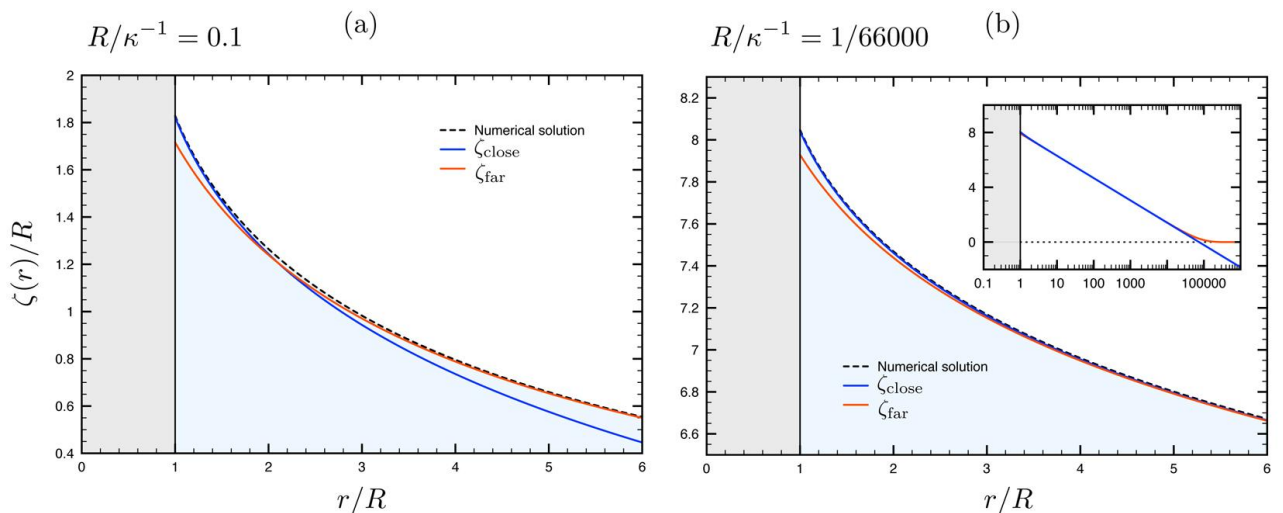 R/κ⁻¹ = 0.1
(a)
2
1.8
1.6
1.4
1.2
1
0.8
0.6
0.4
ζ(r)/R
Numerical solution
ζclose
ζfar
0 1 2 3 4 5 6
r/R
R/κ⁻¹ = 1/66000
(b)
8.2
8
7.8
7.6
7.4
7.2
7
6.8
6.6
8
4
0
0.1 1 10 100 1000 100000
Numerical solution
ζclose
ζfar
0 1 2 3 4 5 6
r/R